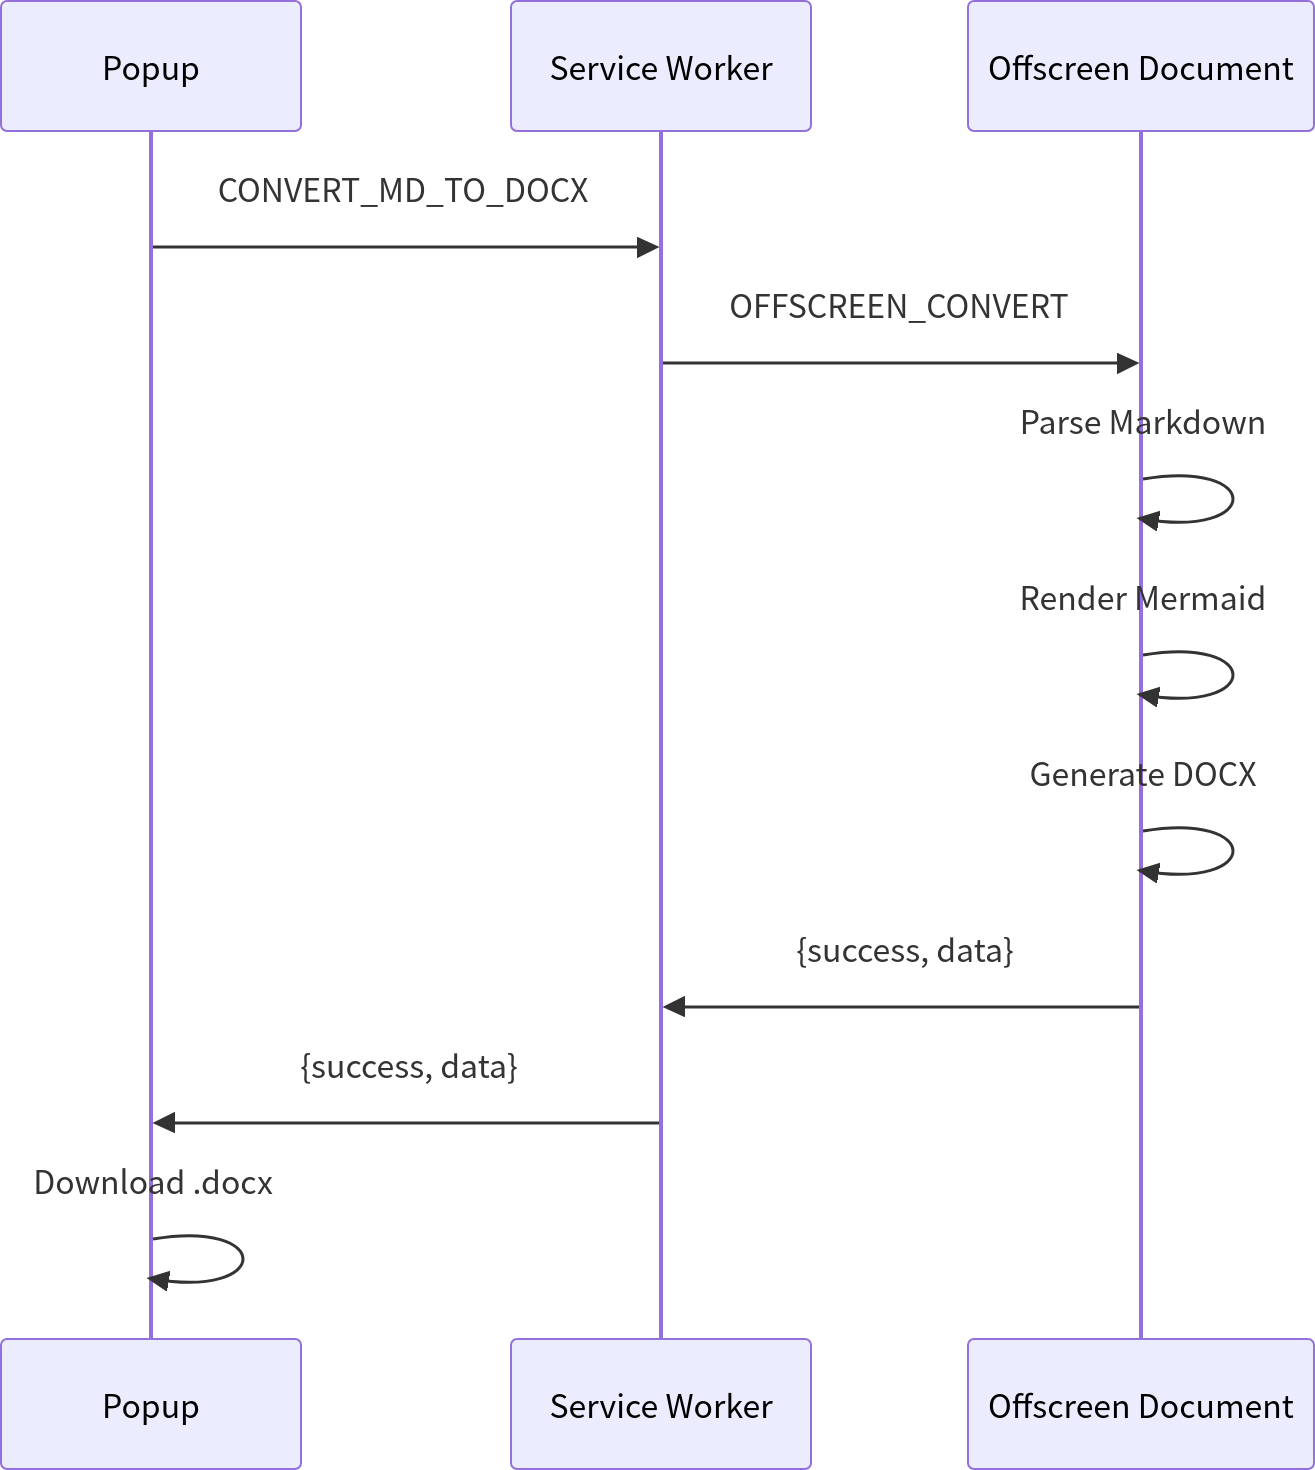 Popup
Service Worker
Offscreen Document
CONVERT_MD_TO_DOCX
OFFSCREEN_CONVERT
Parse Markdown
Render Mermaid
Generate DOCX
{success, data}
{success, data}
Download .docx
Popup
Service Worker
Offscreen Document